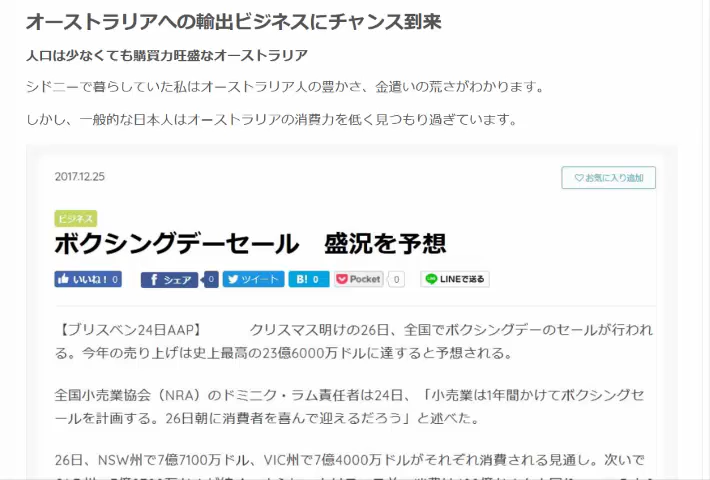 オーストラリアへの輸出ビジネスにチャンス到来
人口は少なくても購買力旺盛なオーストラリア
シドニーで暮らしていた私はオーストラリア人の豊かさ、金遣いの荒さがわかります。
しかし、一般的な日本人はオーストラリアの消費力を低く見つもり過ぎています。
2017.12.25
♡お気に入り追加
ビジネス
ボクシングデーセール　盛況を予想
いいね！ 0
シェア 0
ツイート
B! 0
Pocket 0
LINEで送る
【ブリスベン24日AAP】　　　クリスマス明けの26日、全国でボクシングデーのセールが行われ
る。今年の売り上げは史上最高の23億6000万ドルに達すると予想される。
全国小売業協会（NRA）のドミニク・ラム責任者は24日、「小売業は1年間かけてボクシングセ
ールを計画する。26日朝に消費者を喜んで迎えるだろう」と述べた。
26日、NSW州で7億7100万ドル、VIC州で7億4000万ドルがそれぞれ消費される見通し。次いで